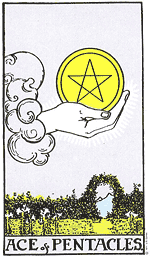 ACE of PENTACLES.